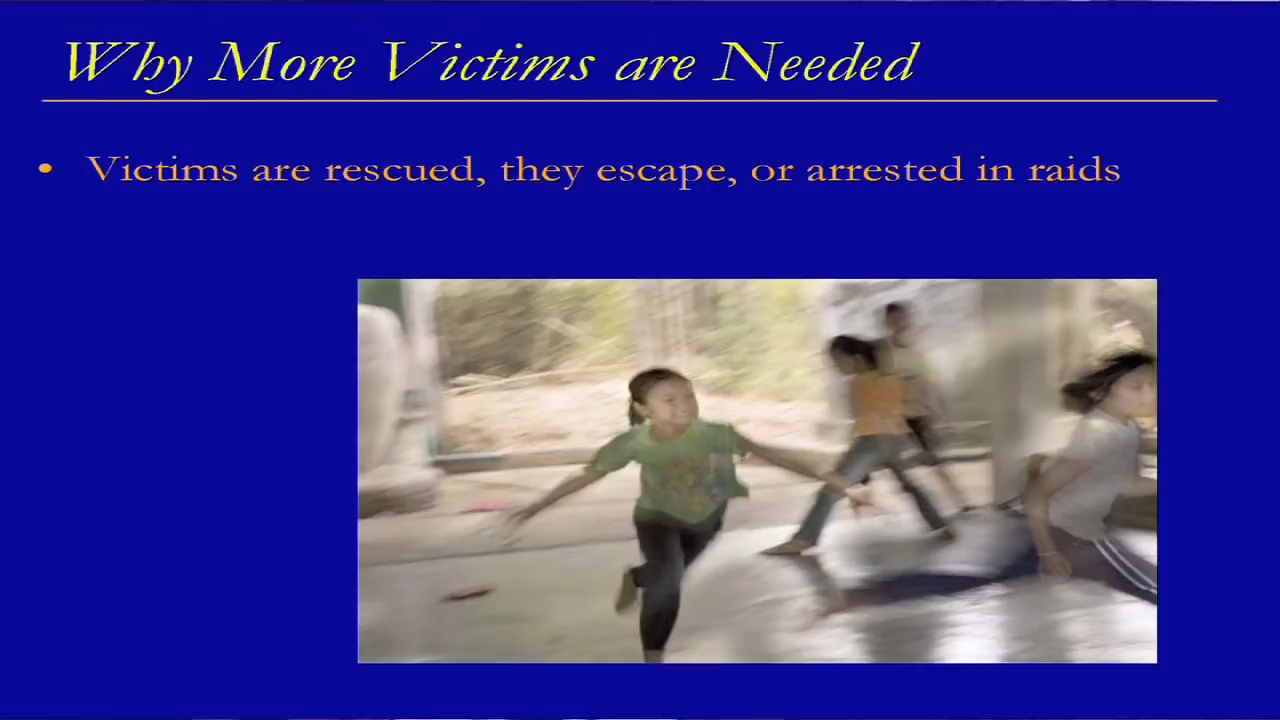 Why More Victims are Needed
• Victims are rescued, they escape, or arrested in raids